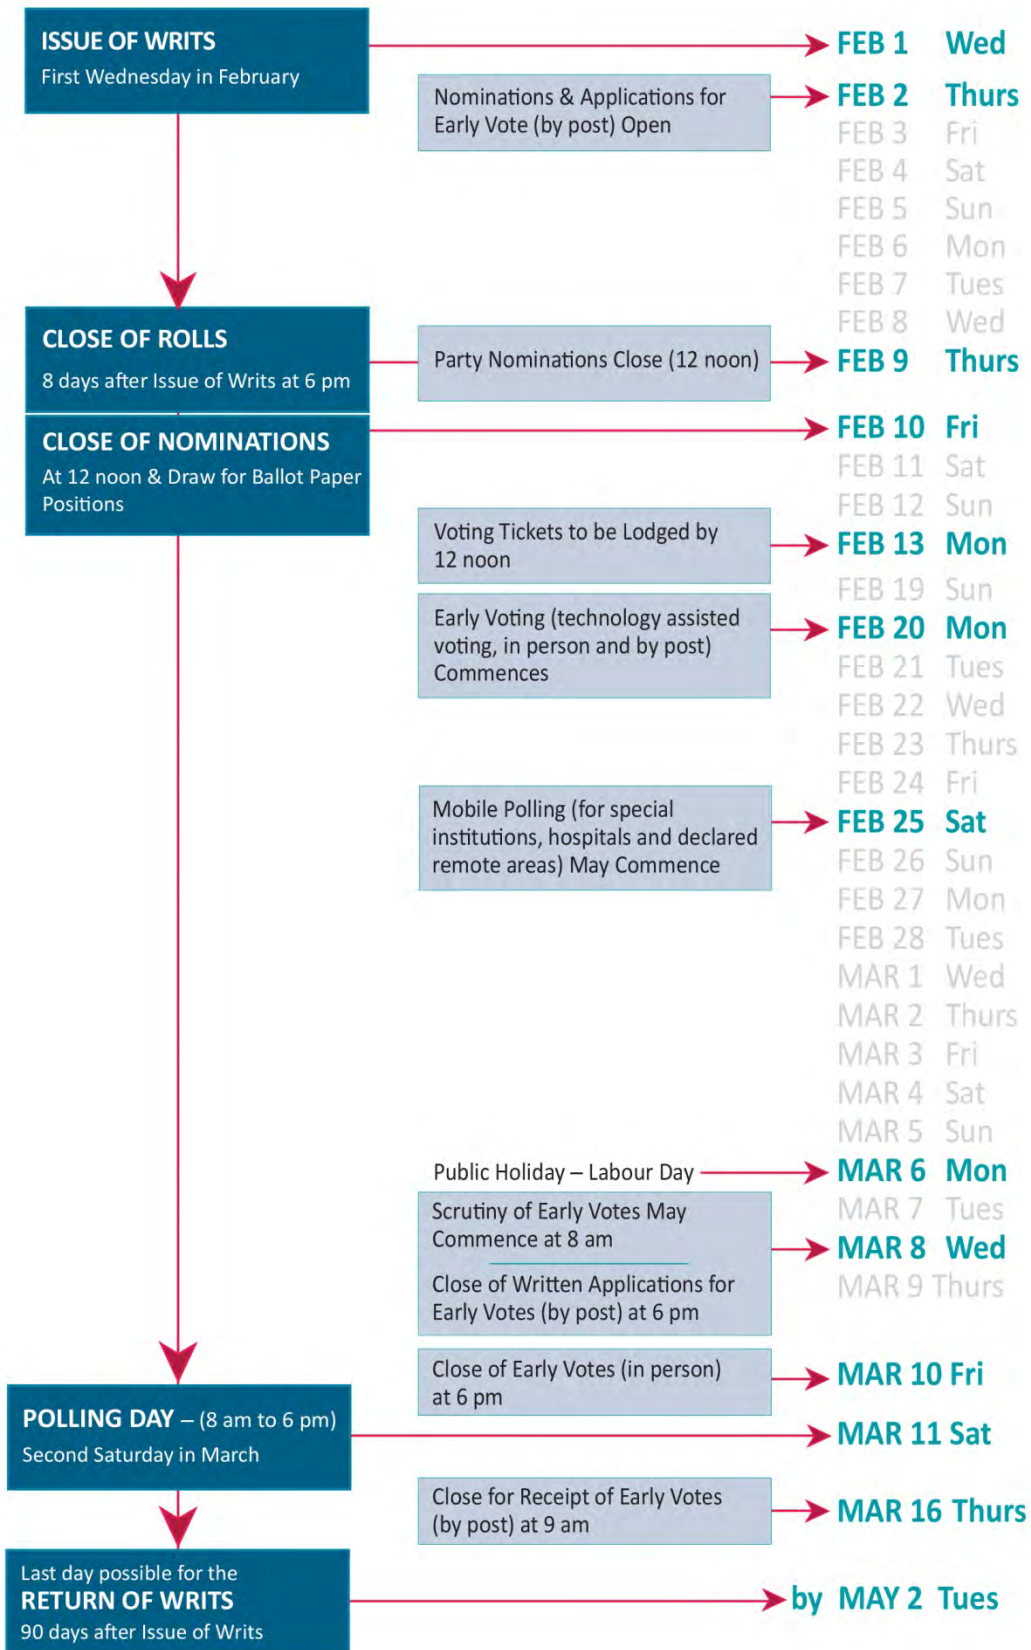 ISSUE OF WRITS
First Wednesday in February
FEB 1 Wed
Nominations & Applications for
Early Vote (by post) Open
FEB 2 Thurs
FEB 3 Fri
FEB 4 Sat
FEB 5 Sun
FEB 6 Mon
FEB 7 Tues
FEB 8 Wed
CLOSE OF ROLLS
8 days after Issue of Writs at 6 pm
Party Nominations Close (12 noon)
FEB 9 Thurs
CLOSE OF NOMINATIONS
At 12 noon & Draw for Ballot Paper
Positions
FEB 10 Fri
FEB 11 Sat
FEB 12 Sun
Voting Tickets to be Lodged by
12 noon
FEB 13 Mon
FEB 19 Sun
Early Voting (technology assisted
voting, in person and by post)
Commences
FEB 20 Mon
FEB 21 Tues
FEB 22 Wed
FEB 23 Thurs
FEB 24 Fri
Mobile Polling (for special
institutions, hospitals and declared
remote areas) May Commence
FEB 25 Sat
FEB 26 Sun
FEB 27 Mon
FEB 28 Tues
MAR 1 Wed
MAR 2 Thurs
MAR 3 Fri
MAR 4 Sat
MAR 5 Sun
Public Holiday – Labour Day
MAR 6 Mon
MAR 7 Tues
Scrutiny of Early Votes May
Commence at 8 am
Close of Written Applications for
Early Votes (by post) at 6 pm
MAR 8 Wed
MAR 9 Thurs
Close of Early Votes (in person)
at 6 pm
MAR 10 Fri
POLLING DAY – (8 am to 6 pm)
Second Saturday in March
MAR 11 Sat
Close for Receipt of Early Votes
(by post) at 9 am
MAR 16 Thurs
Last day possible for the
RETURN OF WRITS
90 days after Issue of Writs
by MAY 2 Tues